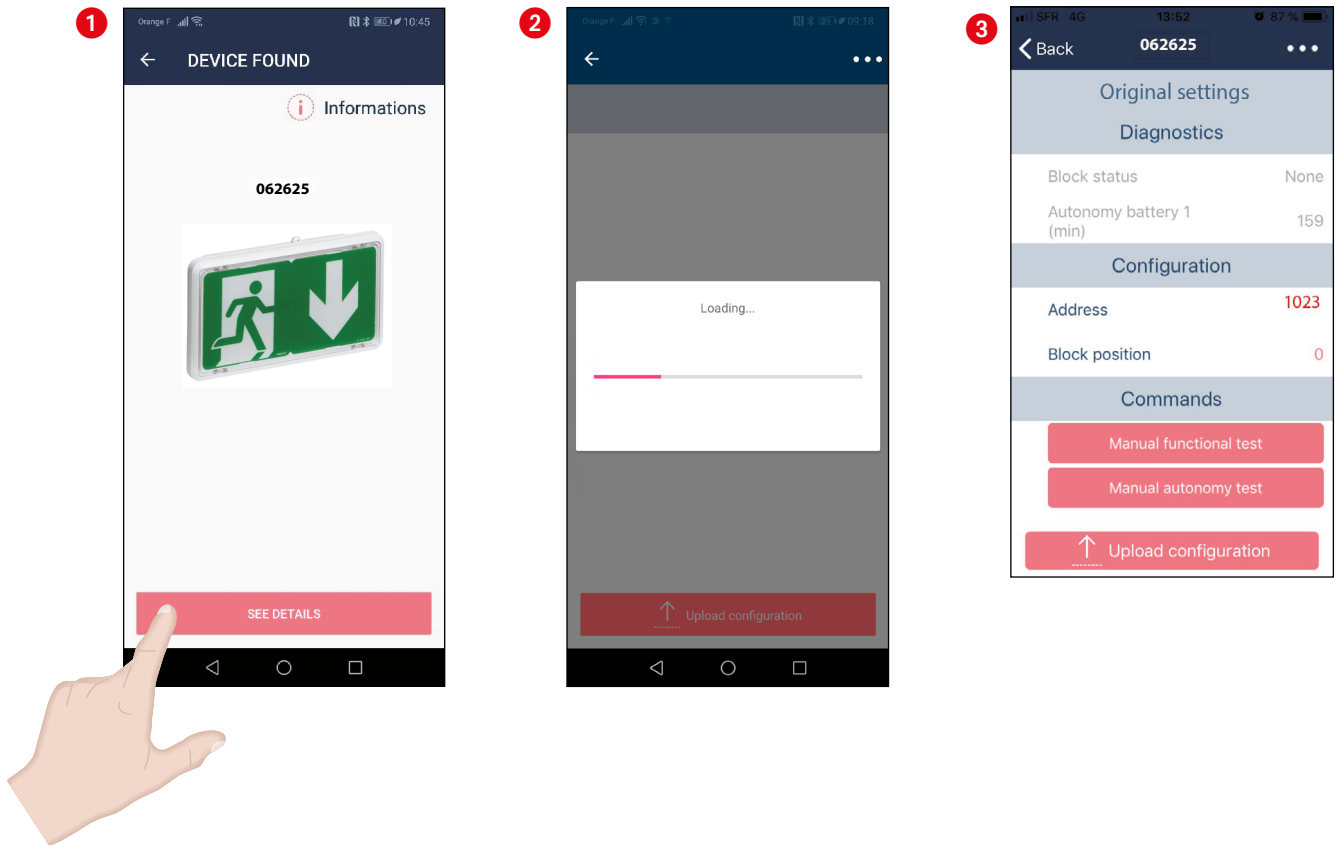 1
Orange F 10:45
DEVICE FOUND
i Informations
062625
SEE DETAILS
2
Orange F 09:18
Loading...
Upload configuration
3
SFR 4G 13:52 87 %
Back 062625
Original settings
Diagnostics
Block status None
Autonomy battery 1
(min) 159
Configuration
Address 1023
Block position 0
Commands
Manual functional test
Manual autonomy test
Upload configuration